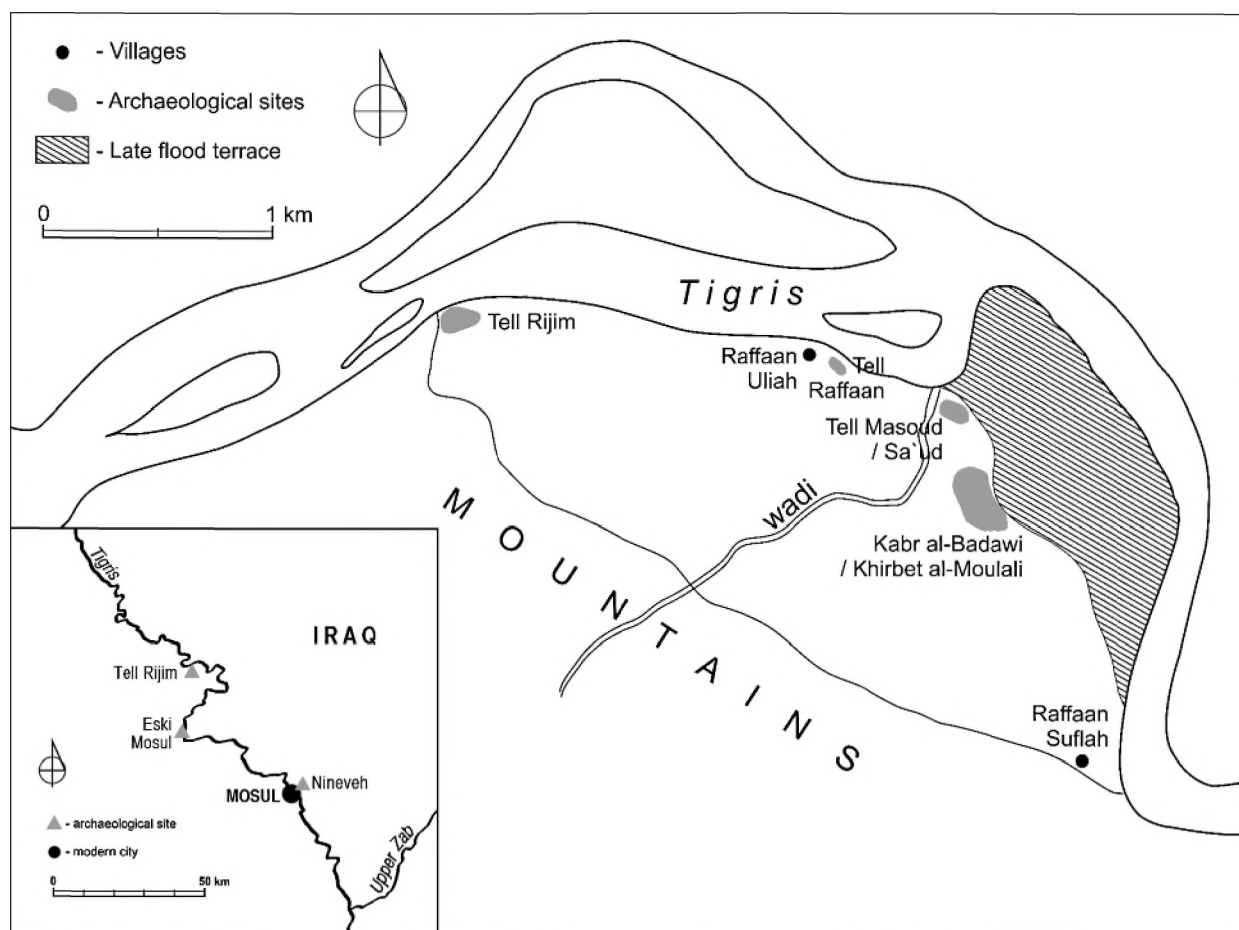 - Villages
- Archaeological sites
- Late flood terrace
0 1 km
Tigris
Tell Rijim
Raffaan
Uliah
Tell
Raffaan
Tell Masoud
/ Sa`ud
wadi
Kabr al-Badawi
/ Khirbet al-Moulali
MOUNTAINS
Raffaan
Suflah
Tigris
IRAQ
Tell Rijim
Eski
Mosul
Nineveh
MOSUL
- archaeological site
- modern city
0 50 km
Upper Zab